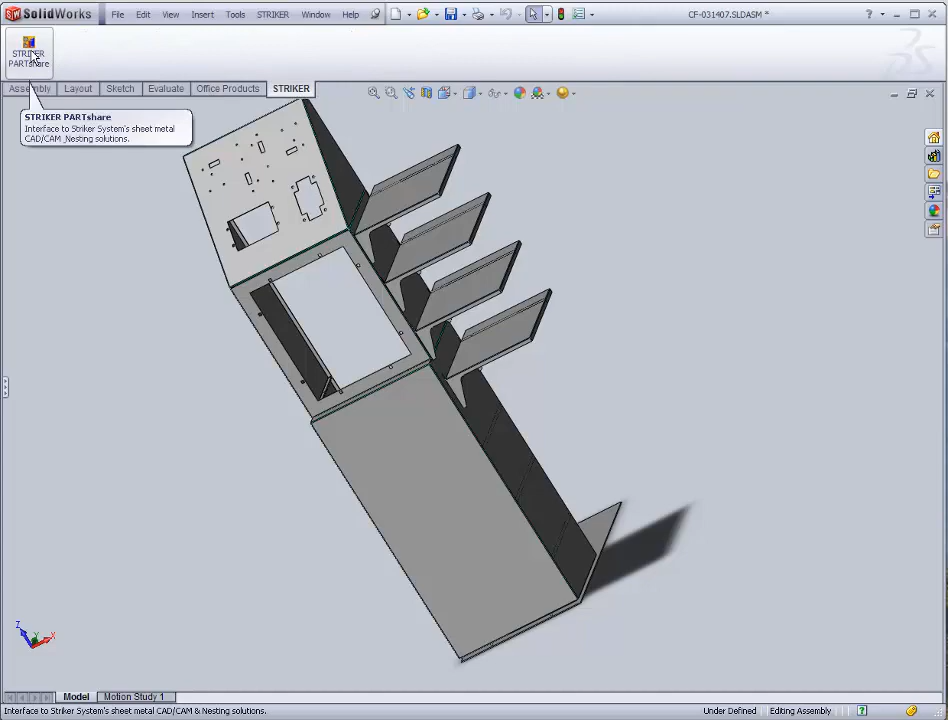 SolidWorks File Edit View Insert Tools STRIKER Window Help CF-031407.SLDASM *
STRIKER
PARTshare
Assembly Layout Sketch Evaluate Office Products STRIKER
STRIKER PARTshare
Interface to Striker System's sheet metal
CAD/CAM ,Nesting solutions.
Z Y X
Model Motion Study 1
Interface to Striker System's sheet metal CAD/CAM & Nesting solutions. Under Defined Editing Assembly